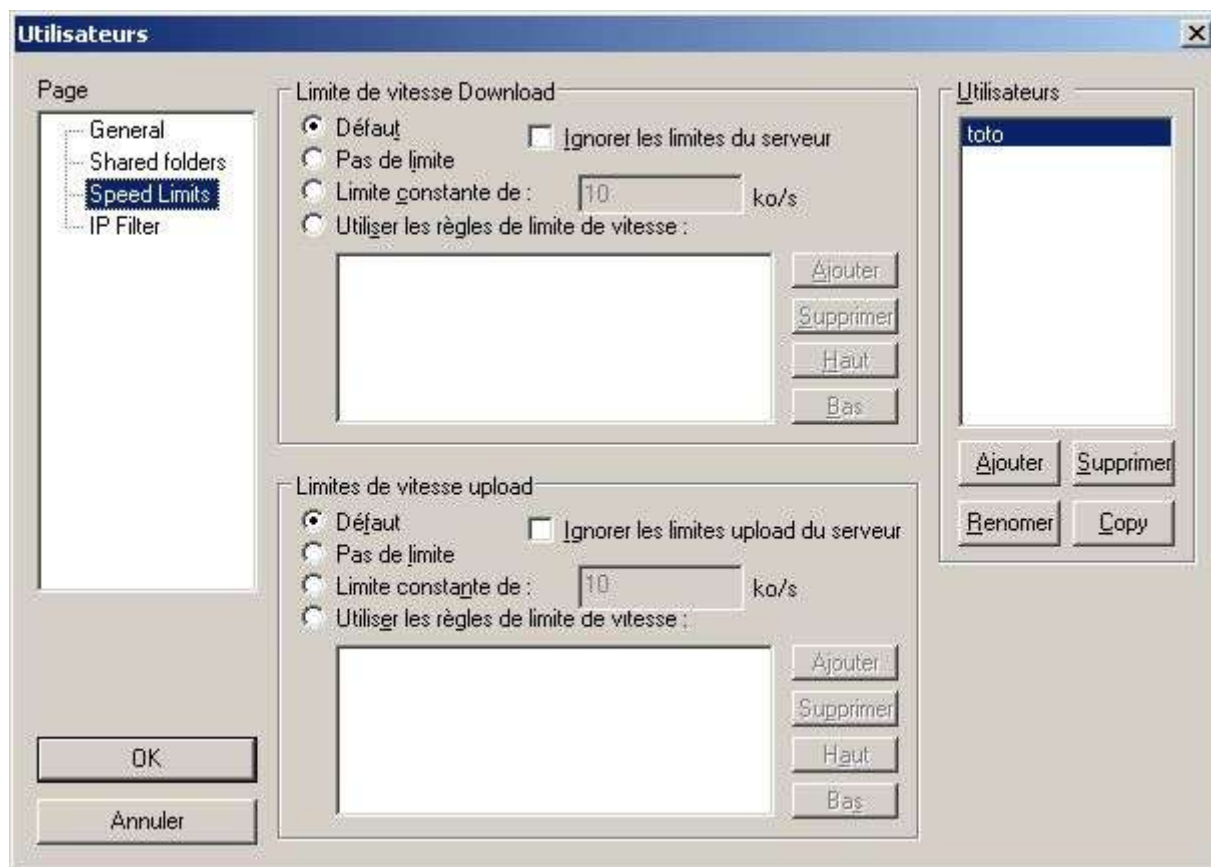 Utilisateurs
Page
General
Shared folders
Speed Limits
IP Filter
OK
Annuler
Limite de vitesse Download
Défaut
Ignorer les limites du serveur
Pas de limite
Limite constante de :
10
ko/s
Utiliser les règles de limite de vitesse :
Ajouter
Supprimer
Haut
Bas
Limites de vitesse upload
Défaut
Ignorer les limites upload du serveur
Pas de limite
Limite constante de :
10
ko/s
Utiliser les règles de limite de vitesse :
Ajouter
Supprimer
Haut
Bas
Utilisateurs
toto
Ajouter
Supprimer
Renomer
Copy